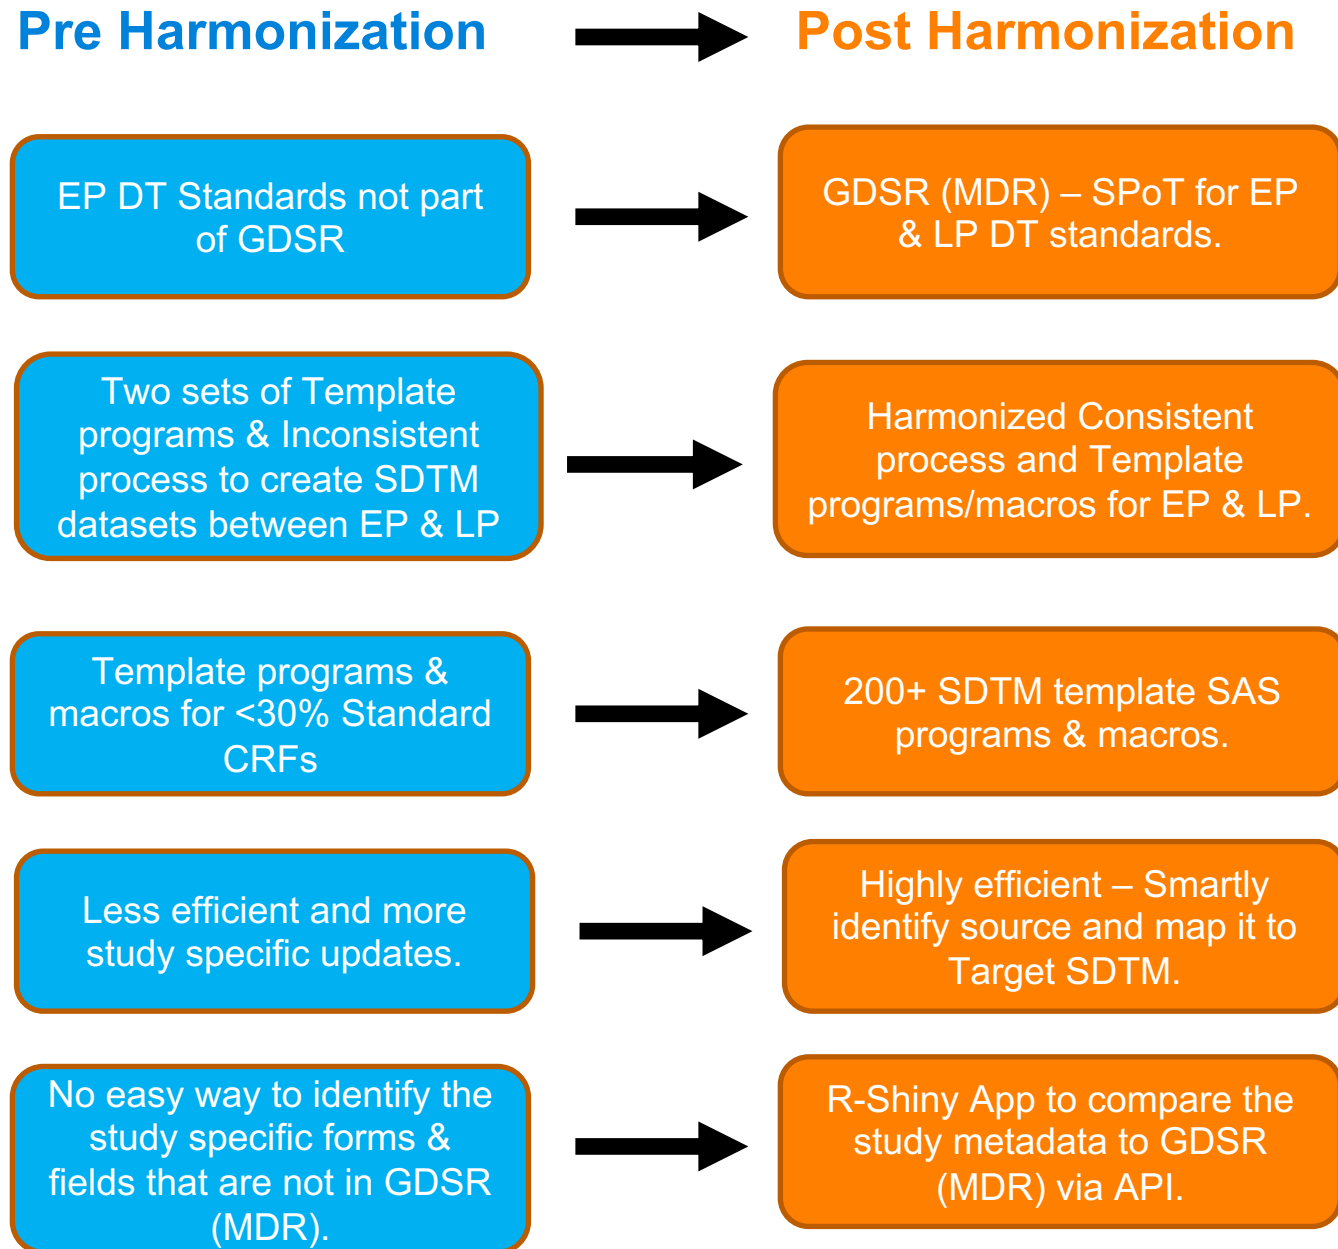 Pre Harmonization
Post Harmonization
EP DT Standards not part
of GDSR
GDSR (MDR) – SPoT for EP
& LP DT standards.
Two sets of Template
programs & Inconsistent
process to create SDTM
datasets between EP & LP
Harmonized Consistent
process and Template
programs/macros for EP & LP.
Template programs &
macros for <30% Standard
CRFs
200+ SDTM template SAS
programs & macros.
Less efficient and more
study specific updates.
Highly efficient – Smartly
identify source and map it to
Target SDTM.
No easy way to identify the
study specific forms &
fields that are not in GDSR
(MDR).
R-Shiny App to compare the
study metadata to GDSR
(MDR) via API.